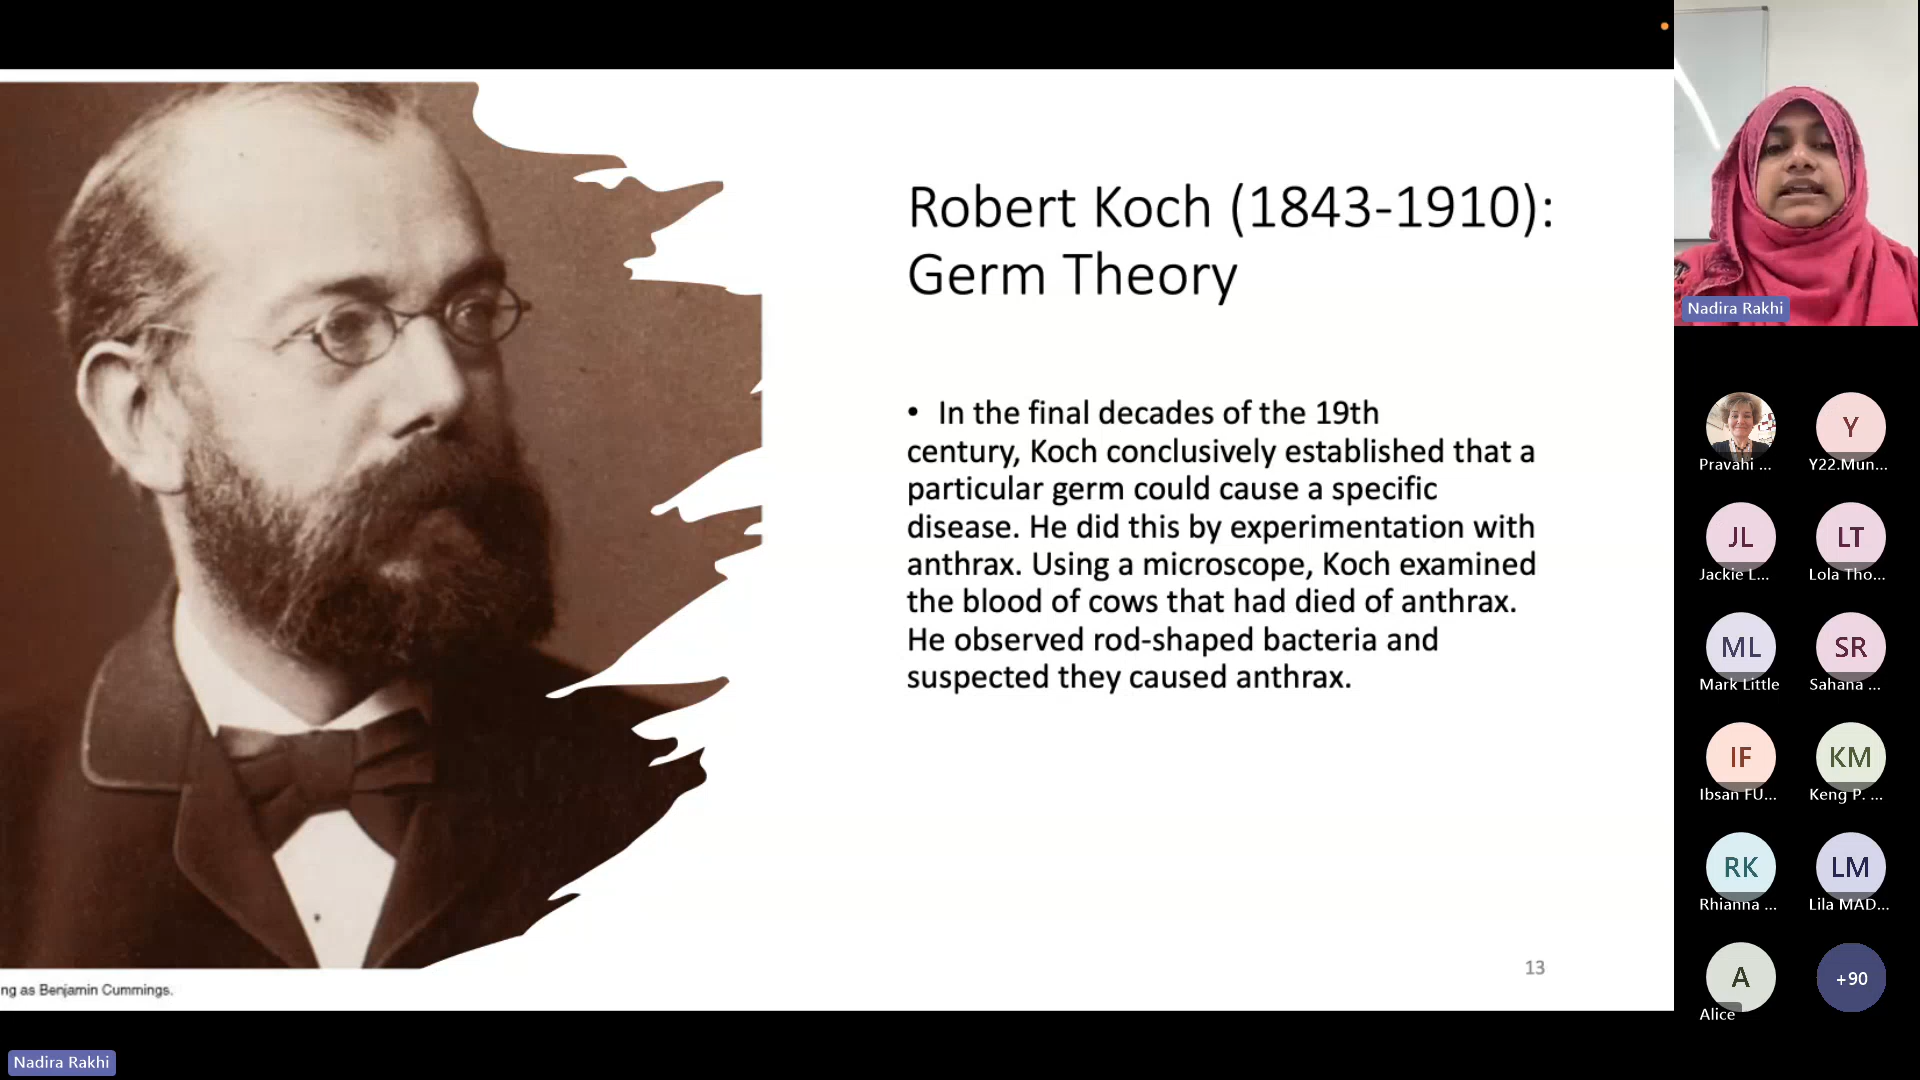 Robert Koch (1843-1910):
Germ Theory
• In the final decades of the 19th
century, Koch conclusively established that a
particular germ could cause a specific
disease. He did this by experimentation with
anthrax. Using a microscope, Koch examined
the blood of cows that had died of anthrax.
He observed rod-shaped bacteria and
suspected they caused anthrax.
13
ng as Benjamin Cummings.
Nadira Rakhi
Nadira Rakhi
Pravahi ...
Y
Y22.Mun...
JL
Jackie L...
LT
Lola Tho...
ML
Mark Little
SR
Sahana ...
IF
Ibsan FU...
KM
Keng P. ...
RK
Rhianna ...
LM
Lila MAD...
A
Alice
+90